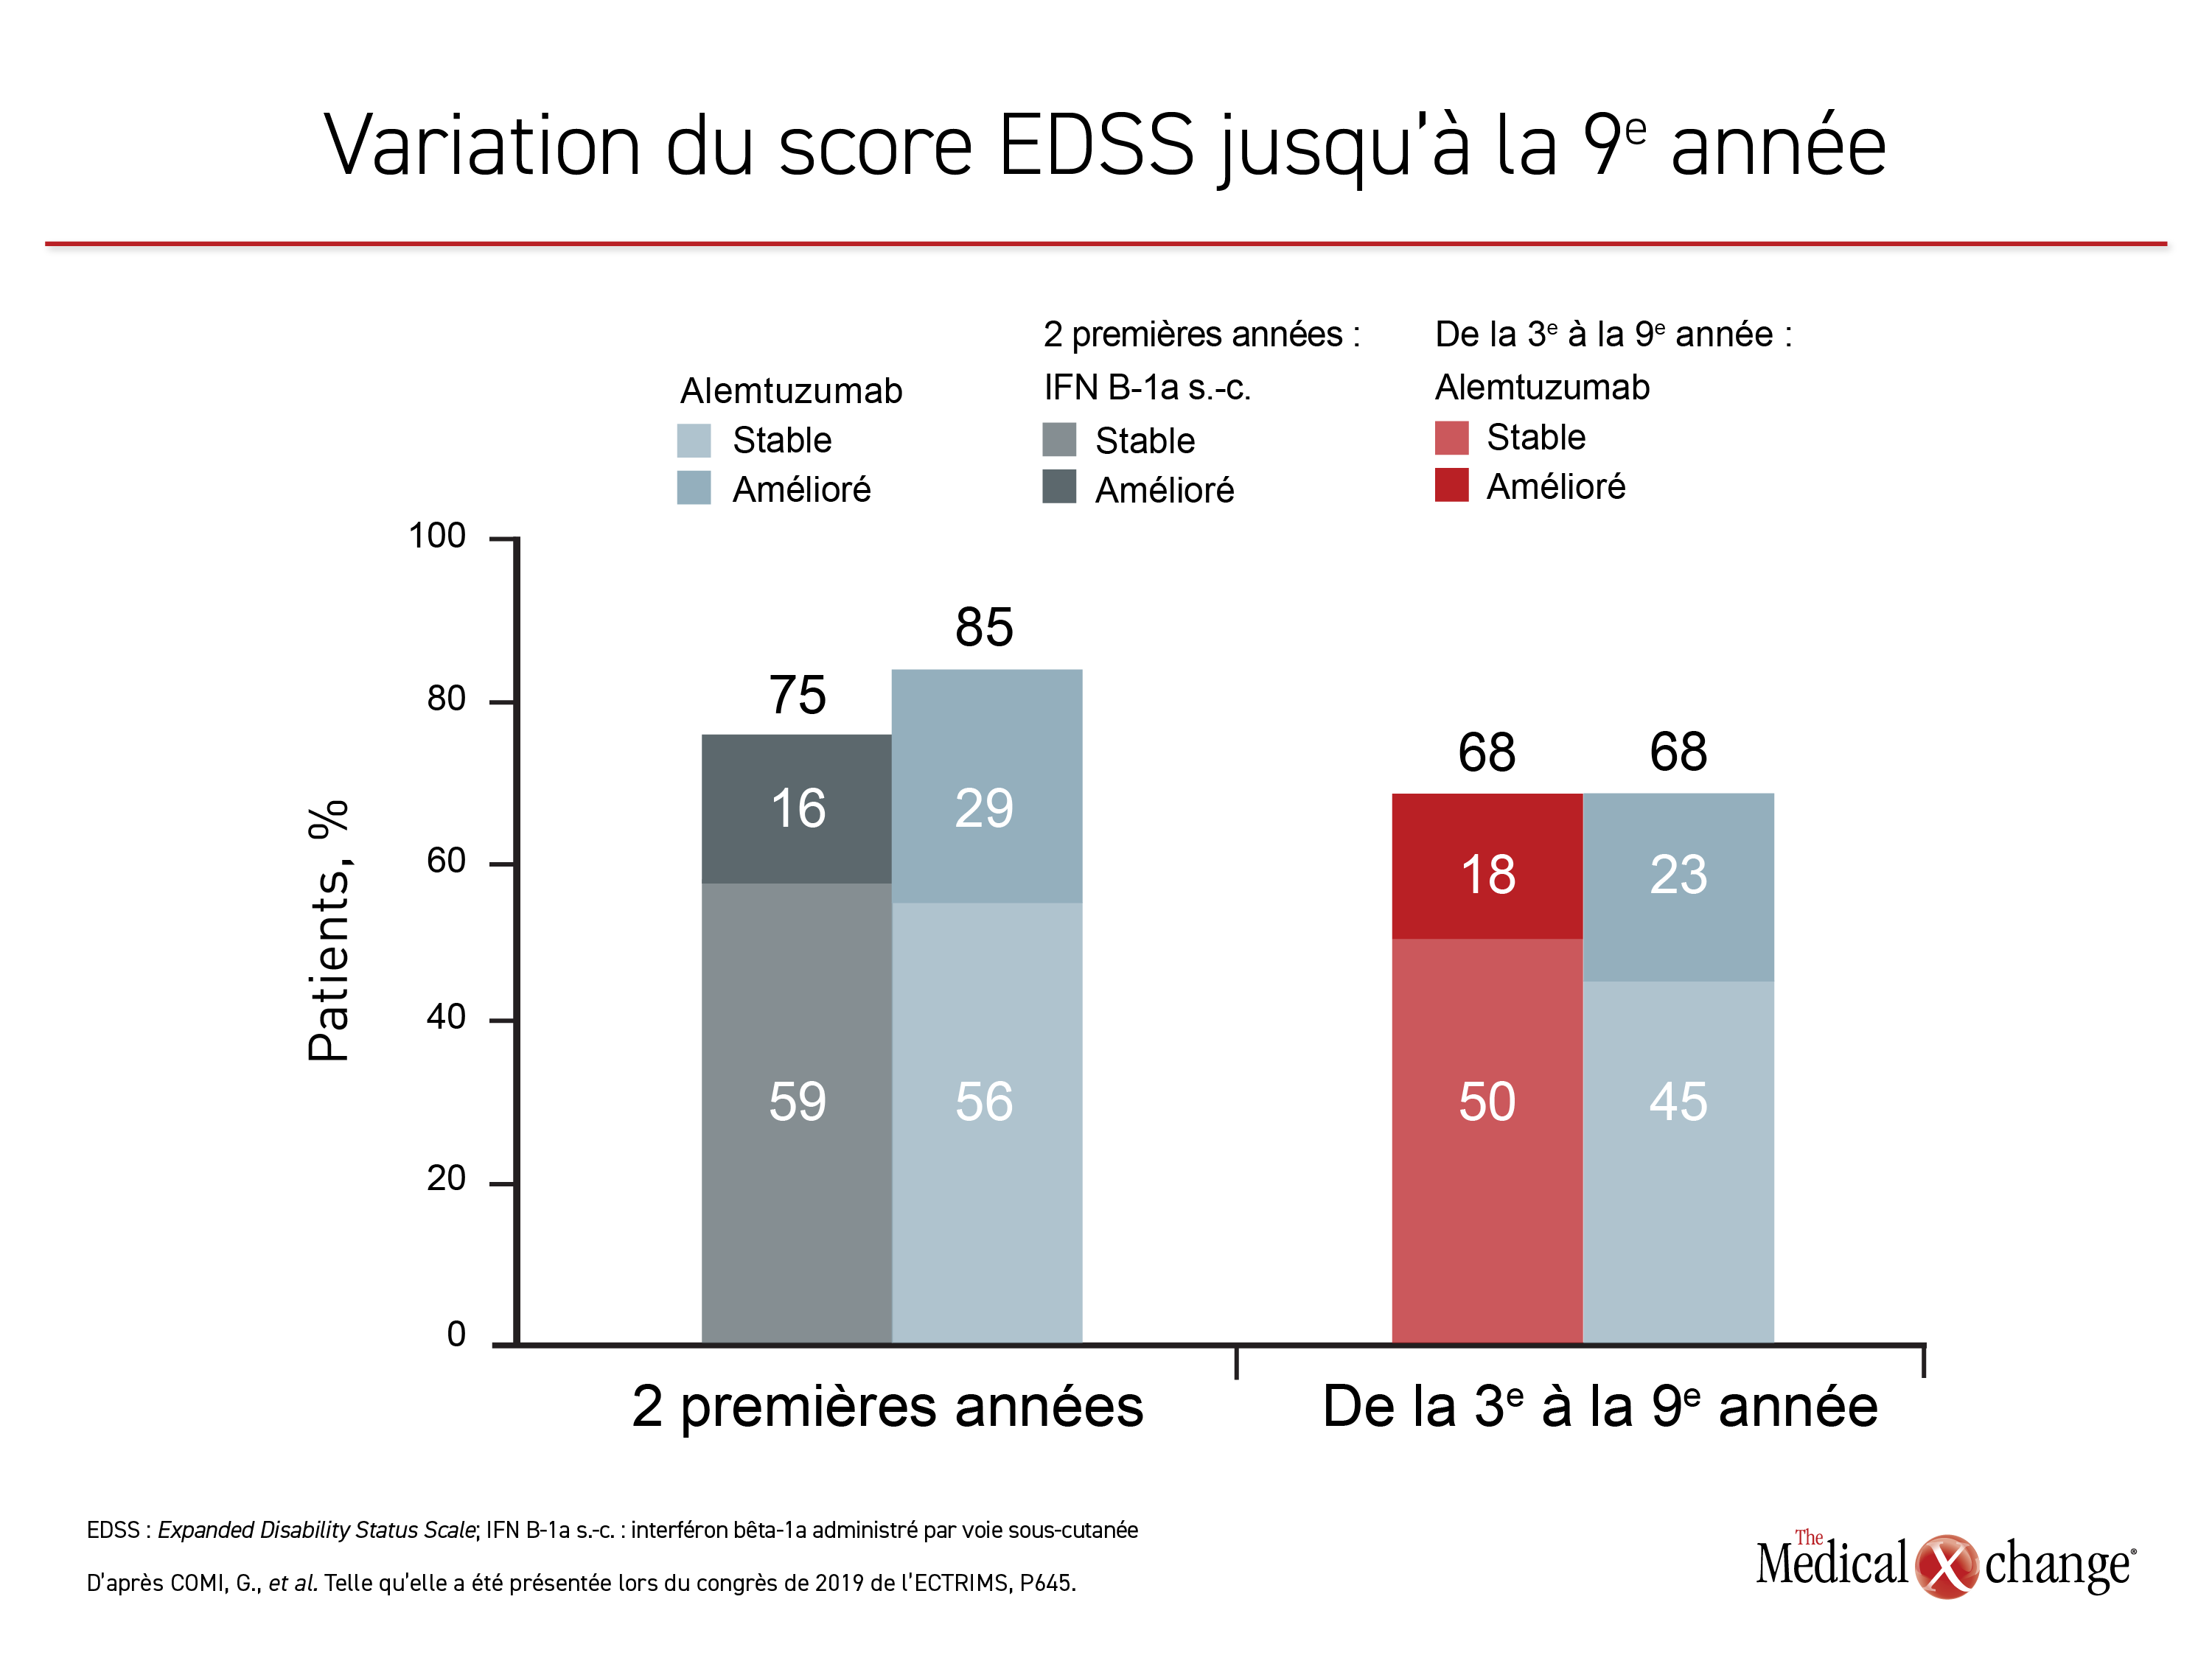 Variation du score EDSS jusqu’à la 9e année
Alemtuzumab
Stable
Amélioré
2 premières années :
IFN B-1a s.-c.
Stable
Amélioré
De la 3e à la 9e année :
Alemtuzumab
Stable
Amélioré
Patients, %
100
80
60
40
20
0
75
16
59
85
29
56
68
18
50
68
23
45
2 premières années
De la 3e à la 9e année
EDSS : Expanded Disability Status Scale; IFN B-1a s.-c. : interféron bêta-1a administré par voie sous-cutanée
D’après COMI, G., et al. Telle qu’elle a été présentée lors du congrès de 2019 de l’ECTRIMS, P645.
The
Medical Xchange®